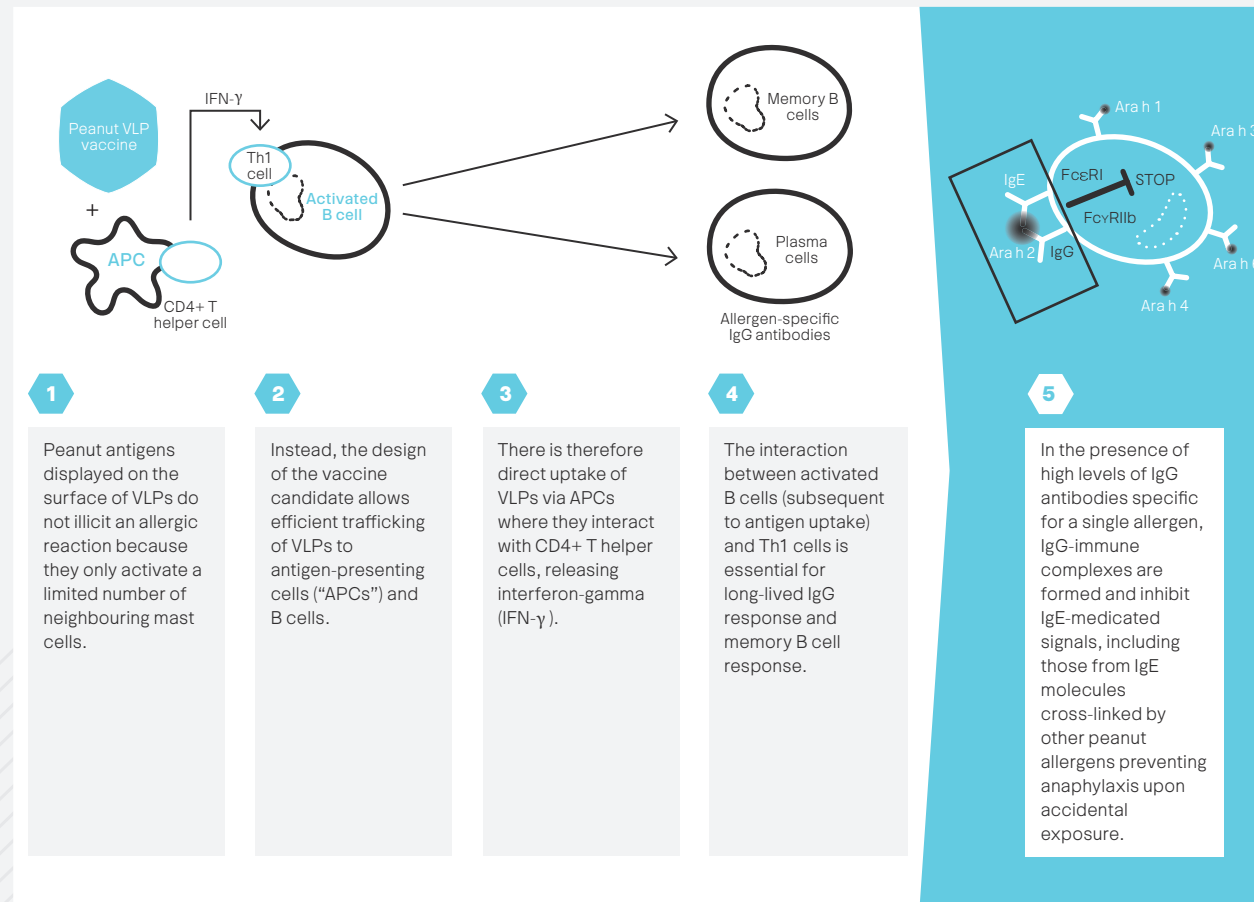 Peanut VLP
vaccine
+
APC
CD4+ T
helper cell
IFN-γ
Th1
cell
Activated
B cell
Memory B
cells
Plasma
cells
Allergen-specific
IgG antibodies
Ara h 1
Ara h 3
IgE
FcεRI
STOP
FcγRIIb
Ara h 2
IgG
Ara h
Ara h 4
1
Peanut antigens
displayed on the
surface of VLPs do
not illicit an allergic
reaction because
they only activate a
limited number of
neighbouring mast
cells.
2
Instead, the design
of the vaccine
candidate allows
efficient trafficking
of VLPs to
antigen-presenting
cells (“APCs”) and
B cells.
3
There is therefore
direct uptake of
VLPs via APCs
where they interact
with CD4+ T helper
cells, releasing
interferon-gamma
(IFN-γ ).
4
The interaction
between activated
B cells (subsequent
to antigen uptake)
and Th1 cells is
essential for
long-lived IgG
response and
memory B cell
response.
5
In the presence of
high levels of IgG
antibodies specific
for a single allergen,
IgG-immune
complexes are
formed and inhibit
IgE-medicated
signals, including
those from IgE
molecules
cross-linked by
other peanut
allergens preventing
anaphylaxis upon
accidental
exposure.